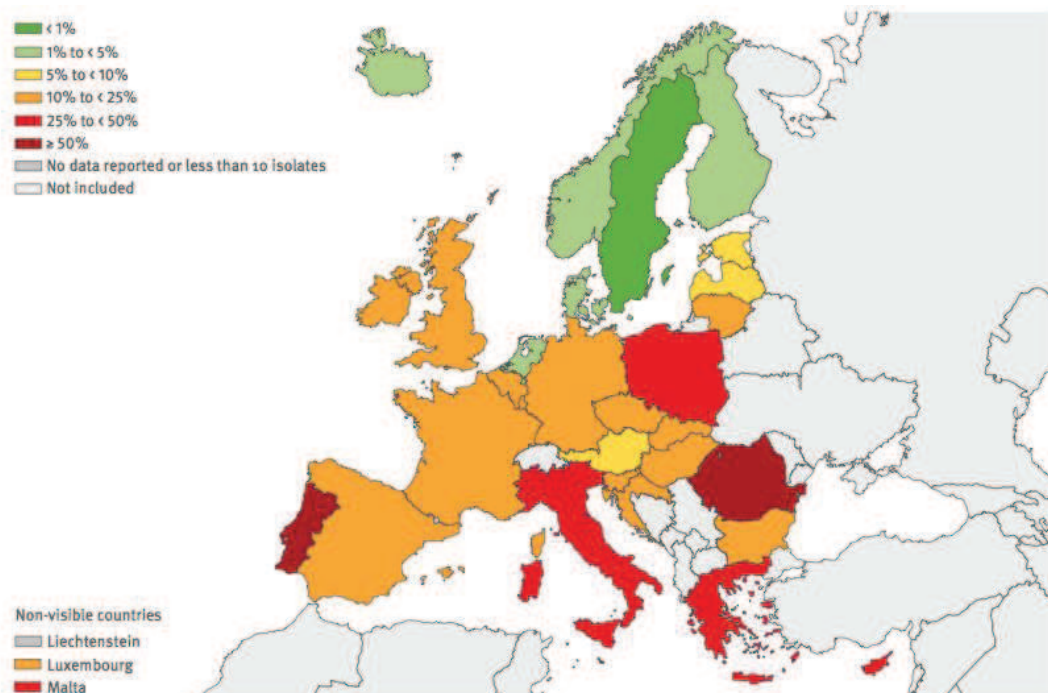 < 1%
1% to < 5%
5% to < 10%
10% to < 25%
25% to < 50%
≥ 50%
No data reported or less than 10 isolates
Not included
Non-visible countries
Liechtenstein
Luxembourg
Malta